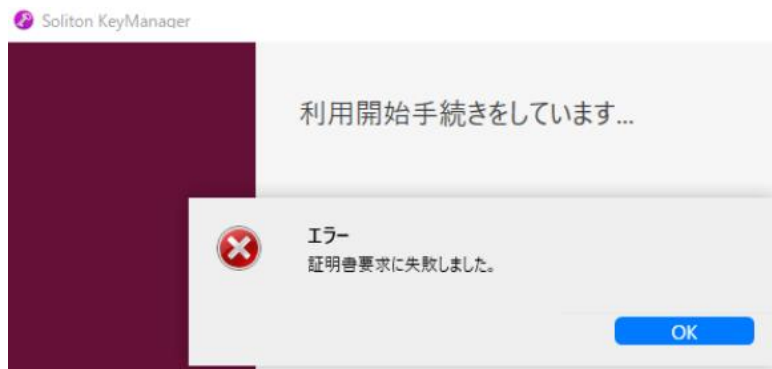 Soliton KeyManager
利用開始手続きをしています...
エラー
証明書要求に失敗しました。
OK